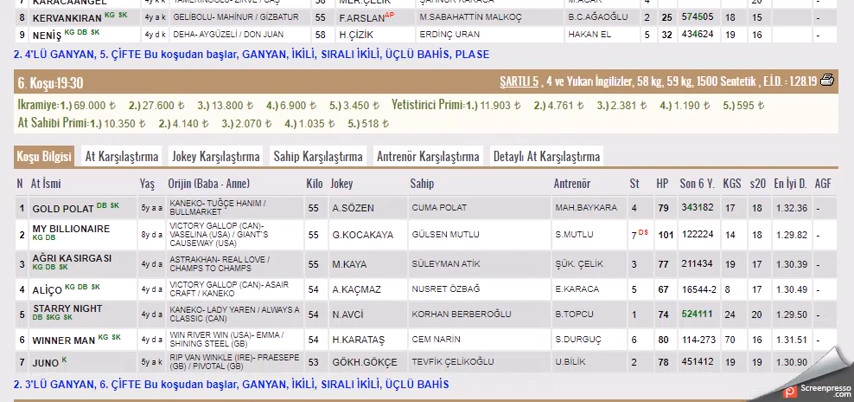 8 KERVANKIRAN KG SK 4y a k GELİBOLU- MAHİNUR / GİZBATUR 55 F.ARSLAN AP M.SABAHATTİN MALKOÇ B.C.AĞAOĞLU 2 25 574505 18 15
9 NENİŞ KG DB SK 4y d k DEHA- AYGÜZELİ / DON JUAN 58 H.ÇİZİK ERDİNÇ URAN HAKAN EL 5 32 434624 19 16
2. 4'LÜ GANYAN, 5. ÇİFTE Bu koşudan başlar, GANYAN, İKİLİ, SIRALI İKİLİ, ÜÇLÜ BAHİS, PLASE
6. Koşu:19:30 ŞARTLI 5 , 4 ve Yukarı İngilizler, 58 kg, 59 kg, 1500 Sentetik , E.İ.D. : 1.28.19
İkramiye:1.) 69.000 ₺ 2.) 27.600 ₺ 3.) 13.800 ₺ 4.) 6.900 ₺ 5.) 3.450 ₺ Yetistirici Primi:1.) 11.903 ₺ 2.) 4.761 ₺ 3.) 2.381 ₺ 4.) 1.190 ₺ 5.) 595 ₺
At Sahibi Primi:1.) 10.350 ₺ 2.) 4.140 ₺ 3.) 2.070 ₺ 4.) 1.035 ₺ 5.) 518 ₺
Koşu Bilgisi At Karşılaştırma Jokey Karşılaştırma Sahip Karşılaştırma Antrenör Karşılaştırma Detaylı At Karşılaştırma
N At İsmi Yaş Orijin (Baba - Anne) Kilo Jokey Sahip Antrenör St HP Son 6 Y. KGS s20 En İyi D. AGF
1 GOLD POLAT DB SK 5y a a KANEKO- TUĞÇE HANIM / BULLMARKET 55 A.SÖZEN CUMA POLAT MAH.BAYKARA 4 79 343182 17 18 1.32.36 -
2 MY BILLIONAIRE KG DB 8y d a VICTORY GALLOP (CAN)- VASELINA (USA) / GIANT'S CAUSEWAY (USA) 55 G.KOCAKAYA GÜLSEN MUTLU S.MUTLU 7 DS 101 122224 14 18 1.29.82 -
3 AĞRI KASIRGASI KG DB SK 4y d a ASTRAKHAN- REAL LOVE / CHAMPS TO CHAMPS 55 M.KAYA SÜLEYMAN ATİK ŞÜK. ÇELİK 3 77 211434 19 17 1.30.39 -
4 ALİÇO KG DB SK 4y d a VICTORY GALLOP (CAN)- ASAIR CRAFT / KANEKO 54 A.KAÇMAZ NUSRET ÖZBAĞ E.KARACA 5 67 16544-2 8 17 1.30.49 -
5 STARRY NIGHT DB SKG SK 4y d a KANEKO- LADY YAREN / ALWAYS A CLASSIC (CAN) 54 N.AVCİ KORHAN BERBEROĞLU B.TOPCU 1 74 524111 24 20 1.29.50 -
6 WINNER MAN KG SK 4y d a WIN RIVER WIN (USA)- EMMA / SHINING STEEL (GB) 54 H.KARATAŞ CEM NARİN S.DURGUÇ 6 80 114-273 70 16 1.31.51 -
7 JUNO K 5y a k RIP VAN WINKLE (IRE)- PRAESEPE (GB) / PIVOTAL (GB) 53 GÖKH.GÖKÇE TEVFİK ÇELİKOĞLU U.BİLİK 2 78 451412 19 19 1.30.90 -
2. 3'LÜ GANYAN, 6. ÇİFTE Bu koşudan başlar, GANYAN, İKİLİ, SIRALI İKİLİ, ÜÇLÜ BAHİS
Screenpresso.com